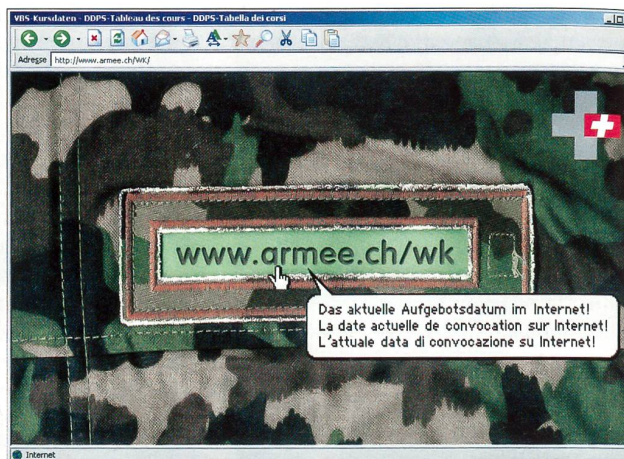 VBS-Kursdaten - DDPS-Tableau des cours - DDPS-Tabella dei corsi
Adresse http://www.armee.ch/WK/
www.armee.ch/wk
Das aktuelle Aufgebotsdatum im Internet!
La date actuelle de convocation sur Internet!
L'attuale data di convocazione su Internet!
Internet